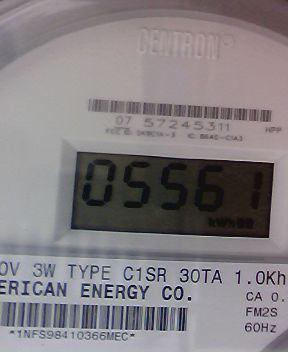 CENTRON®
07 57245311 HPP
05561
kWh
0V 3W TYPE C1SR 30TA 1.0Kh
ERICAN ENERGY CO. CA 0.
FM2S
*1NFS98410366MEC* 60Hz